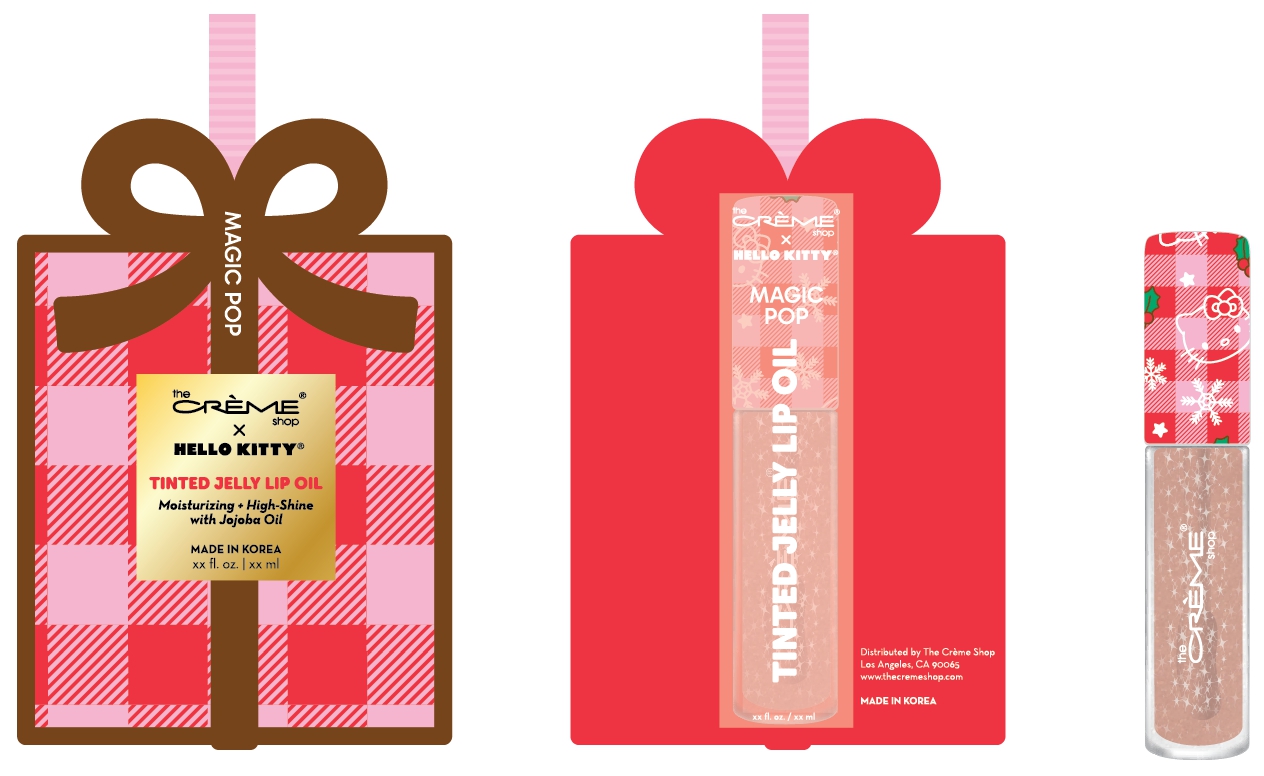 MAGIC POP
the
CRÈME®
shop
×
HELLO KITTY®
TINTED JELLY LIP OIL
Moisturizing + High-Shine
with Jojoba Oil
MADE IN KOREA
xx fl. oz. | xx ml
the
CRÈME®
shop
×
HELLO KITTY®
MAGIC
POP
TINTED JELLY LIP OIL
xx fl. oz. / xx ml
Distributed by The Crème Shop
Los Angeles, CA 90065
www.thecremeshop.com
MADE IN KOREA
the
CRÈME®
shop